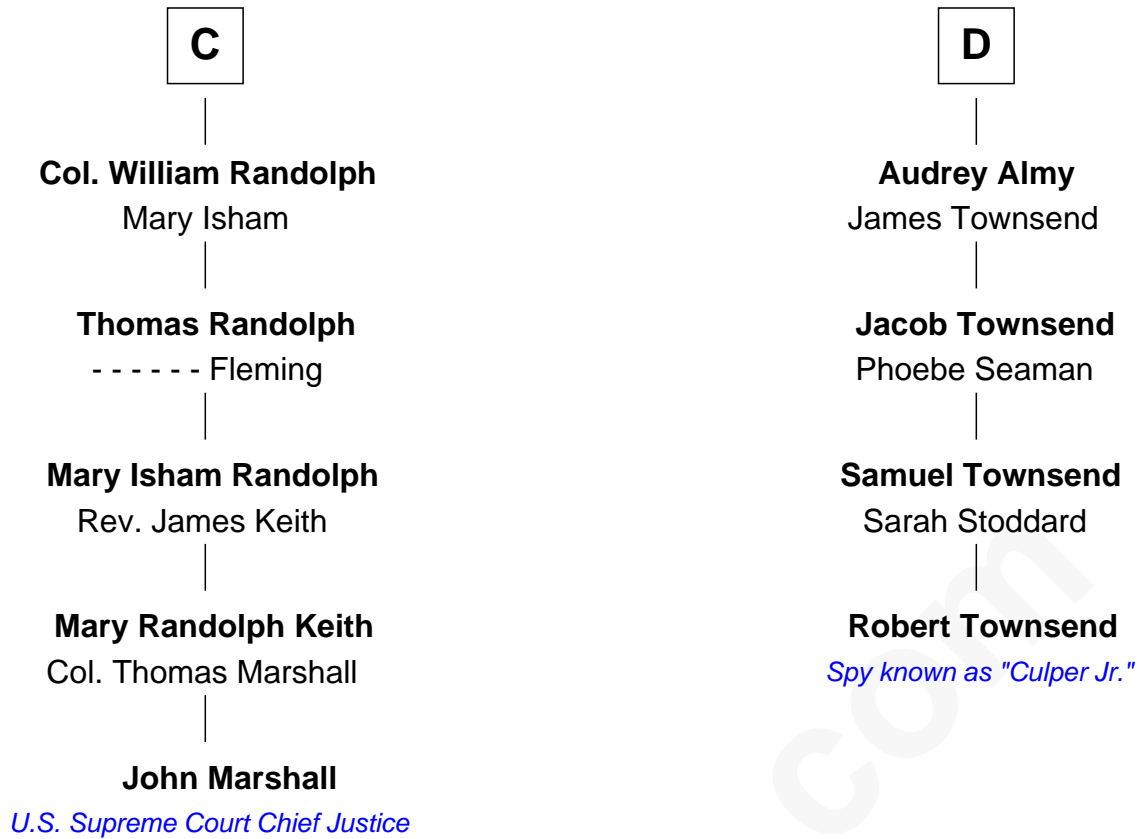 C
Col. William Randolph
Mary Isham
Thomas Randolph
- - - - - - Fleming
Mary Isham Randolph
Rev. James Keith
Mary Randolph Keith
Col. Thomas Marshall
John Marshall
U.S. Supreme Court Chief Justice
D
Audrey Almy
James Townsend
Jacob Townsend
Phoebe Seaman
Samuel Townsend
Sarah Stoddard
Robert Townsend
Spy known as "Culper Jr."
com